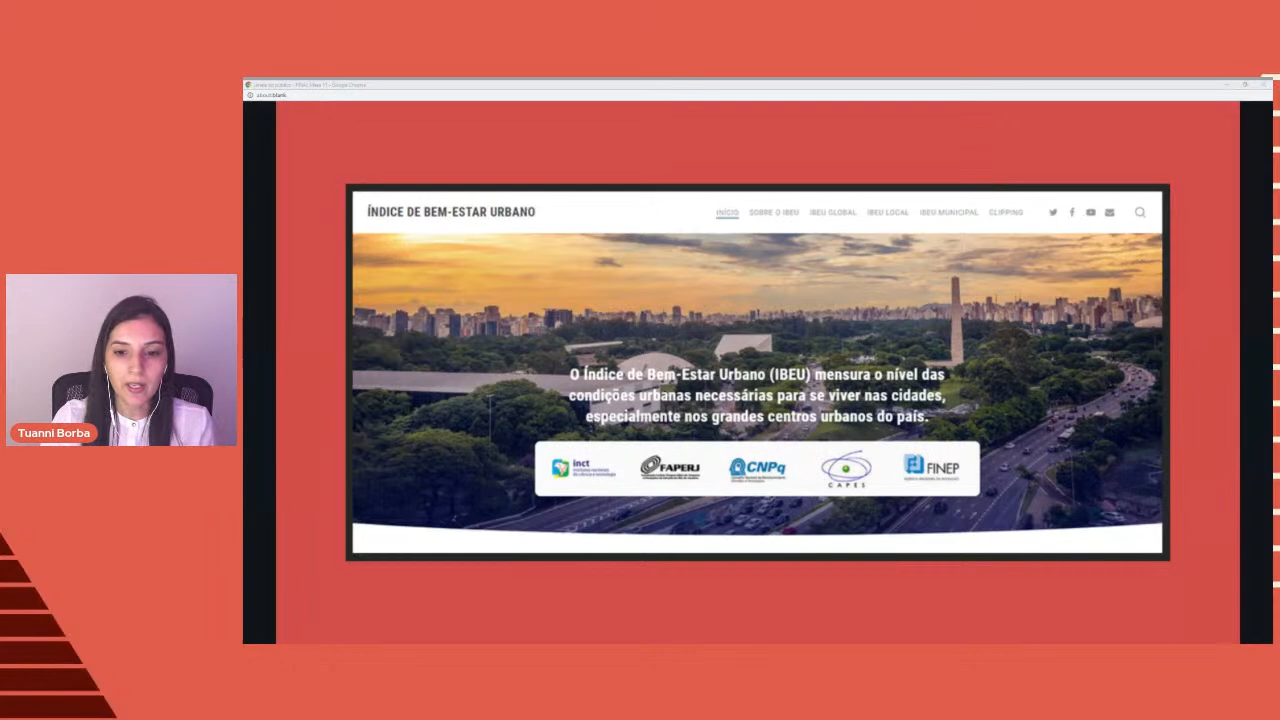 about:blank
ÍNDICE DE BEM-ESTAR URBANO
INÍCIO SOBRE O IBEU IBEU GLOBAL IBEU LOCAL IBEU MUNICIPAL CLIPPING
O Índice de Bem-Estar Urbano (IBEU) mensura o nível das
condições urbanas necessárias para se viver nas cidades,
especialmente nos grandes centros urbanos do país.
inct
FAPERJ
CNPq
CAPES
FINEP
Tuanni Borba